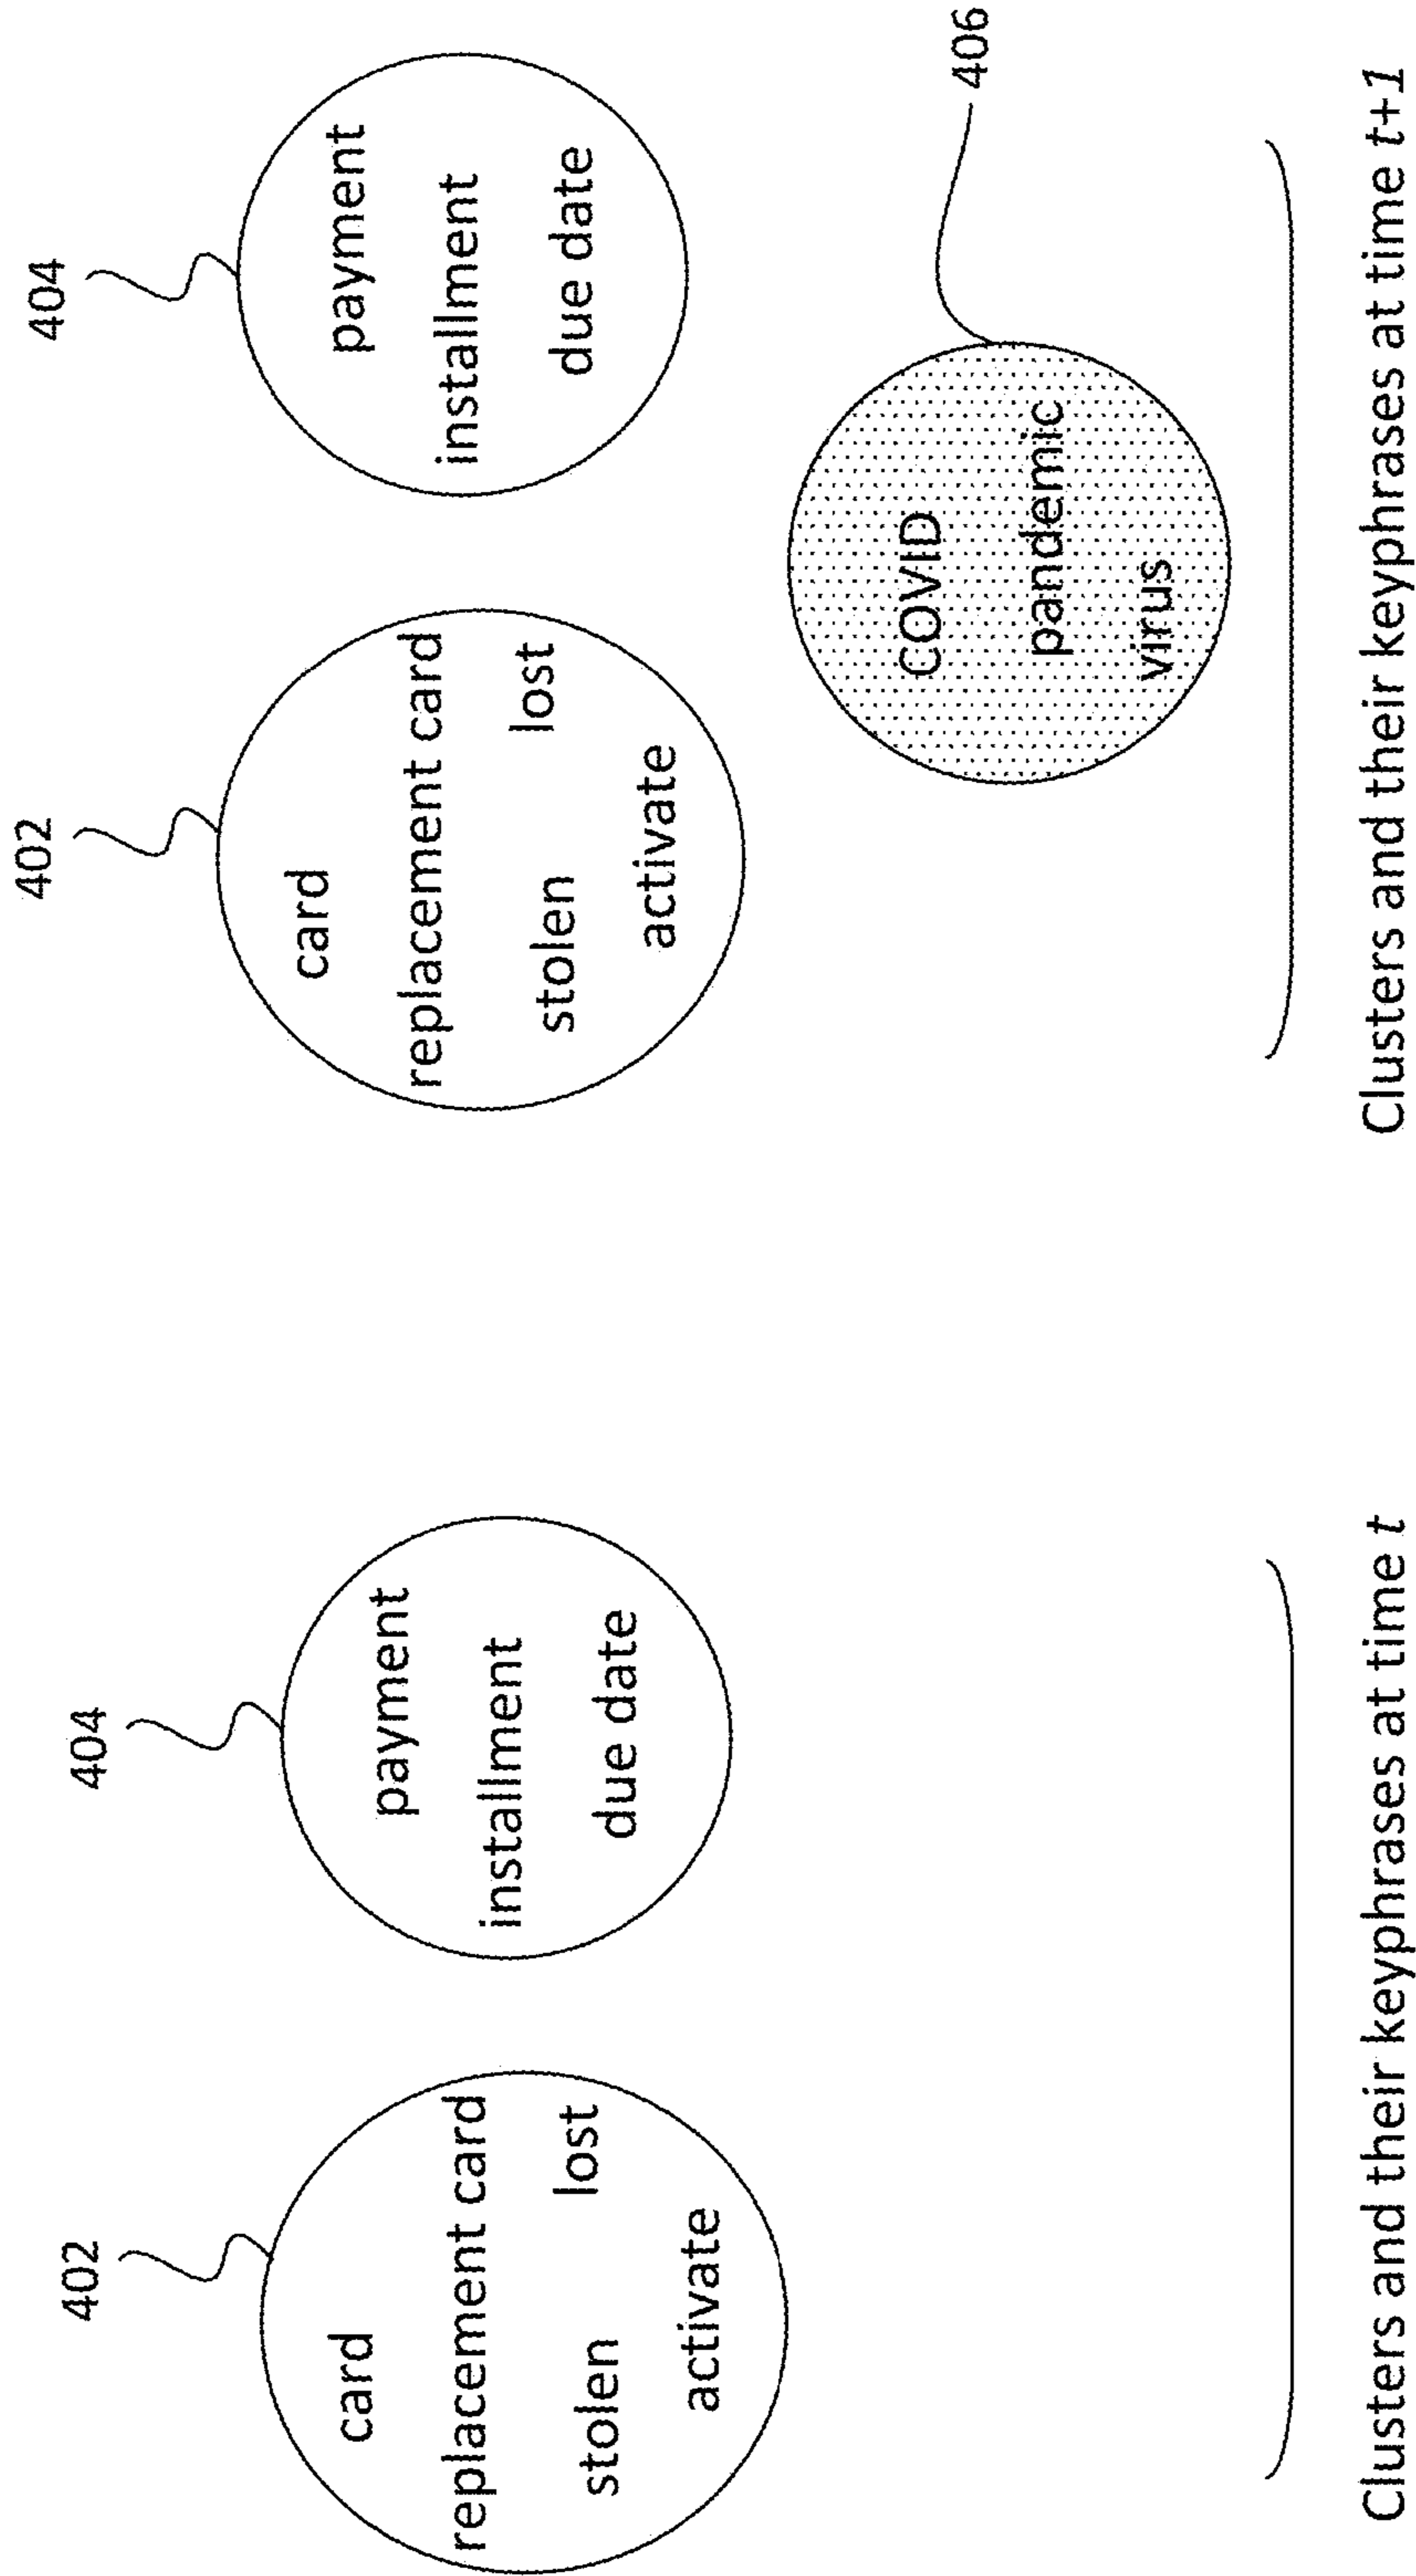 402
card
replacement card
stolen
lost
activate
404
payment
installment
due date
Clusters and their keyphrases at time t
402
card
replacement card
stolen
lost
activate
404
payment
installment
due date
406
COVID
pandemic
virus
Clusters and their keyphrases at time t+1